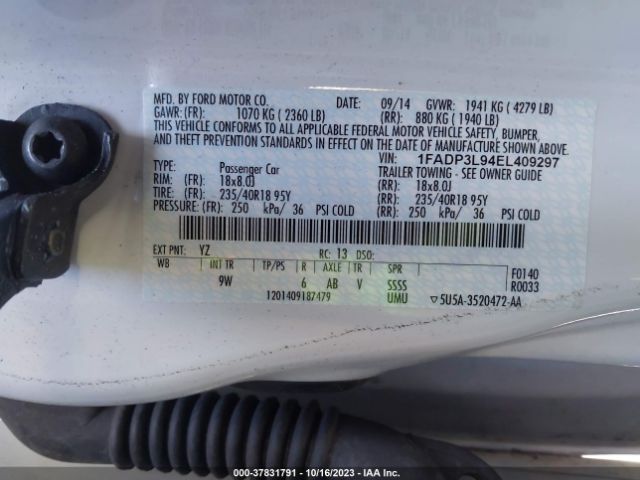 MFD. BY FORD MOTOR CO. DATE: 09/14 GVWR: 1941 KG ( 4279 LB)
GAWR: (FR): 1070 KG ( 2360 LB) (RR): 880 KG ( 1940 LB)
THIS VEHICLE CONFORMS TO ALL APPLICABLE FEDERAL MOTOR VEHICLE SAFETY, BUMPER,
AND THEFT PREVENTION STANDARDS IN EFFECT ON THE DATE OF MANUFACTURE SHOWN ABOVE.
VIN: 1FADP3L94EL409297
TYPE: Passenger Car TRAILER TOWING - SEE OWNER GUIDE
RIM: (FR): 18x8.0J (RR): 18x8.0J
TIRE: (FR): 235/40R18 95Y (RR): 235/40R18 95Y
PRESSURE: (FR): 250 kPa/ 36 PSI COLD (RR): 250 kPa/ 36 PSI COLD
EXT PNT: YZ RC: 13 DSO:
WB INT TR TP/PS R AXLE TR SPR F0140
9W 6 AB V SSSS R0033
1201409187479 UMU ▽5U5A-3520472-AA
000-37831791 - 10/16/2023 - IAA Inc.